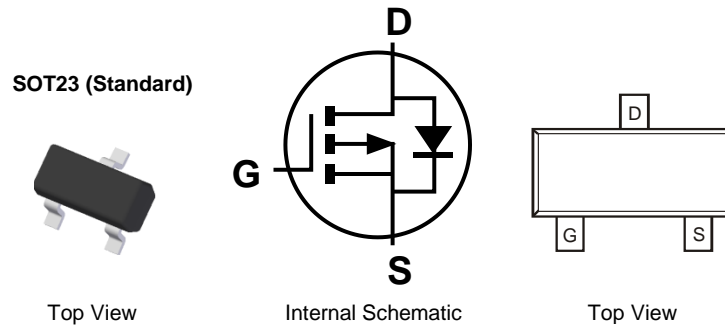 SOT23 (Standard)
D
G
S
D
G
S
Top View
Internal Schematic
Top View